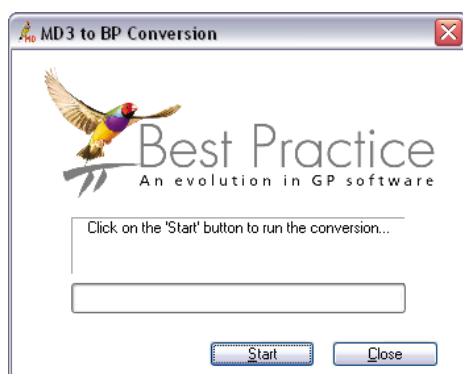 MD3 to BP Conversion
Best Practice
An evolution in GP software
Click on the 'Start' button to run the conversion...
Start
Close